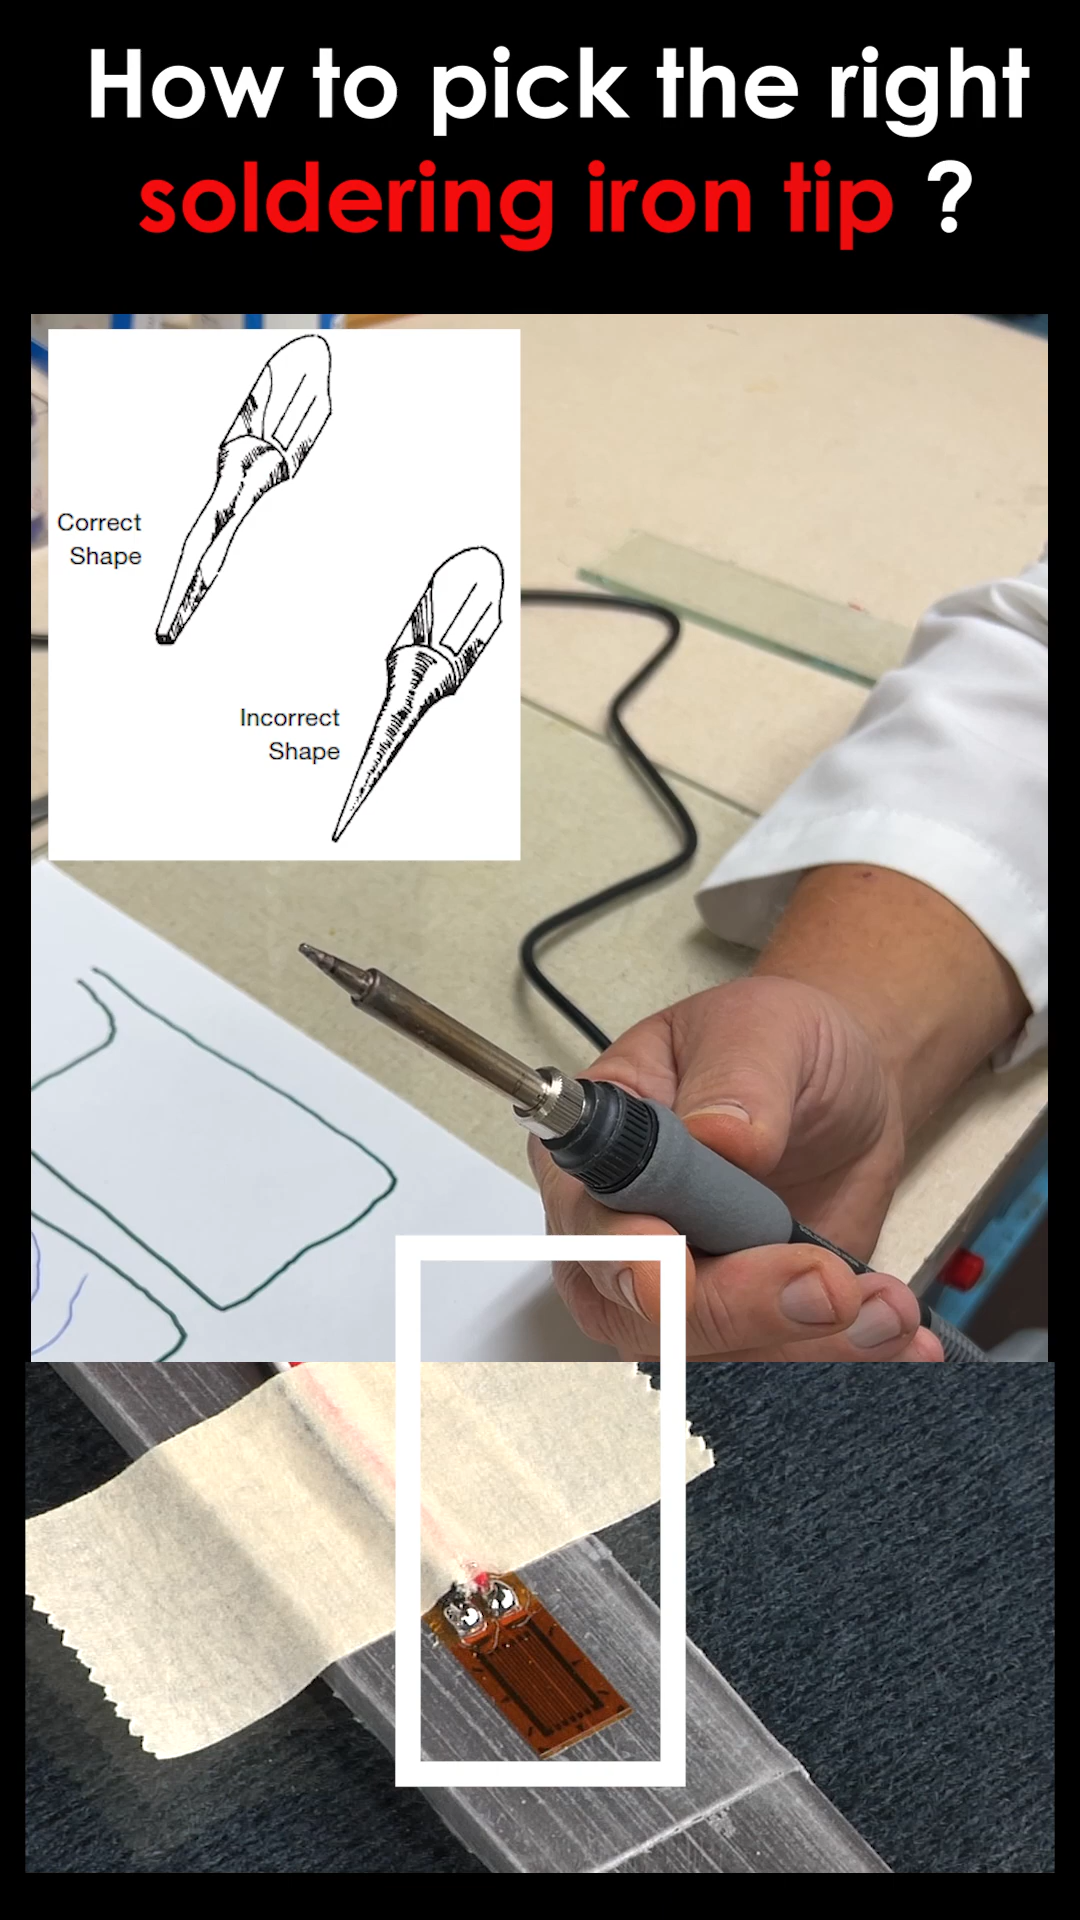 How to pick the right
soldering iron tip ?
Correct
Shape
Incorrect
Shape